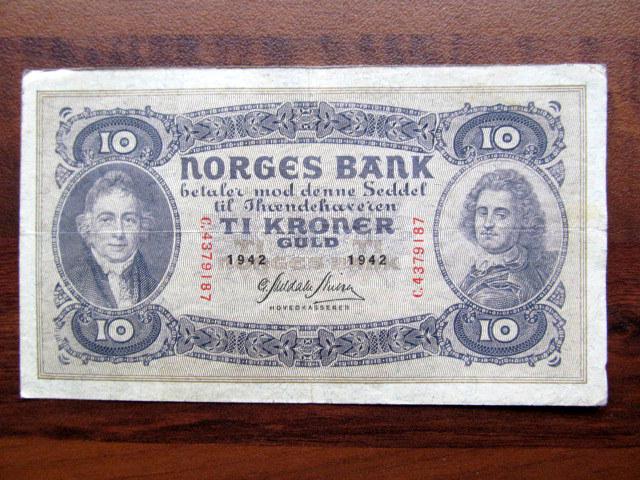 10 10
NORGES BANK
betaler mod denne Seddel
til Ihændehaveren
TI KRONER
GULD
1942 1942
C.4379187
C.4379187
HOVEDKASSERER
10 10